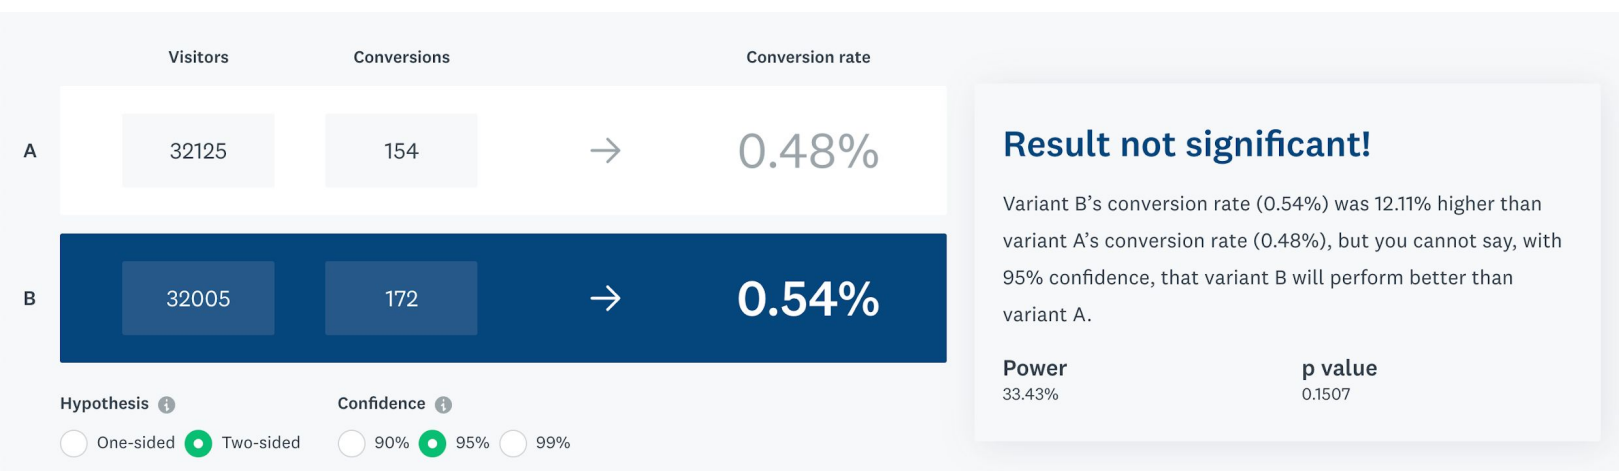 Visitors Conversions Conversion rate
A 32125 154 → 0.48%
B 32005 172 → 0.54%
Hypothesis Confidence
One-sided Two-sided 90% 95% 99%
Result not significant!
Variant B’s conversion rate (0.54%) was 12.11% higher than
variant A’s conversion rate (0.48%), but you cannot say, with
95% confidence, that variant B will perform better than
variant A.
Power p value
33.43% 0.1507